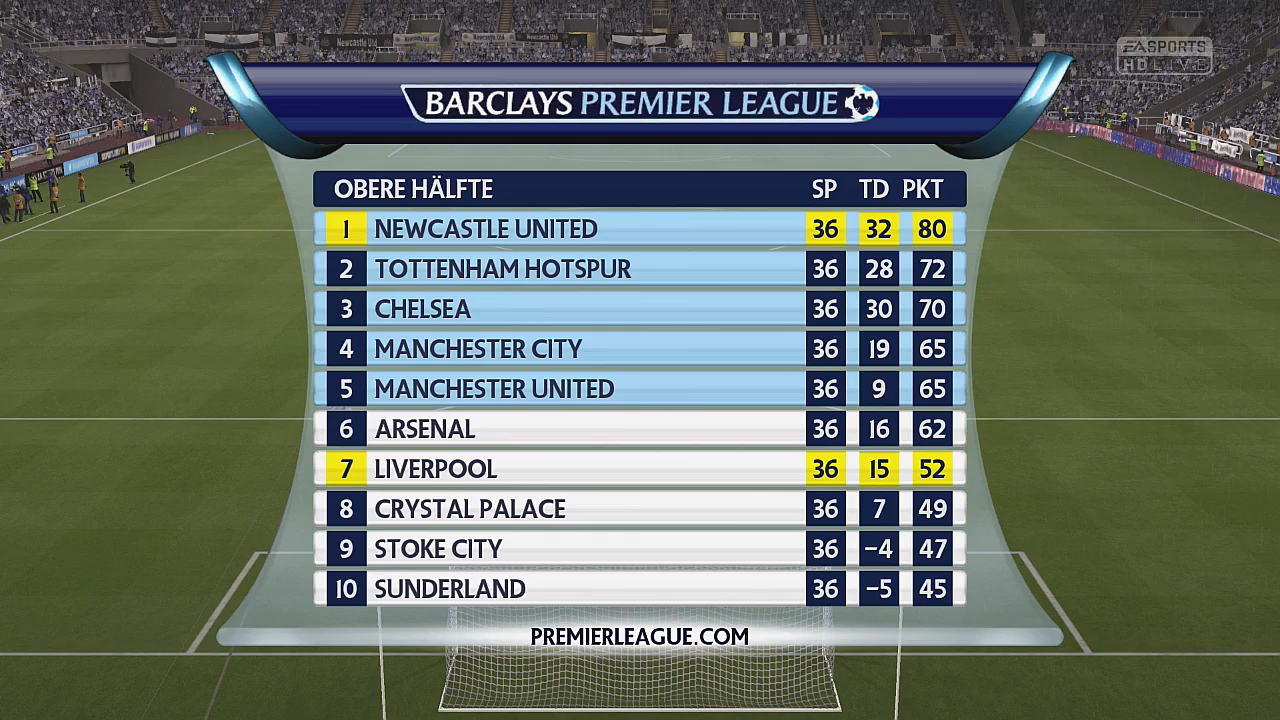 Newcastle Utd
EA SPORTS
HD LIVE
BARCLAYS PREMIER LEAGUE
OBERE HÄLFTE SP TD PKT
1 NEWCASTLE UNITED 36 32 80
2 TOTTENHAM HOTSPUR 36 28 72
3 CHELSEA 36 30 70
4 MANCHESTER CITY 36 19 65
5 MANCHESTER UNITED 36 9 65
6 ARSENAL 36 16 62
7 LIVERPOOL 36 15 52
8 CRYSTAL PALACE 36 7 49
9 STOKE CITY 36 −4 47
10 SUNDERLAND 36 −5 45
PREMIERLEAGUE.COM